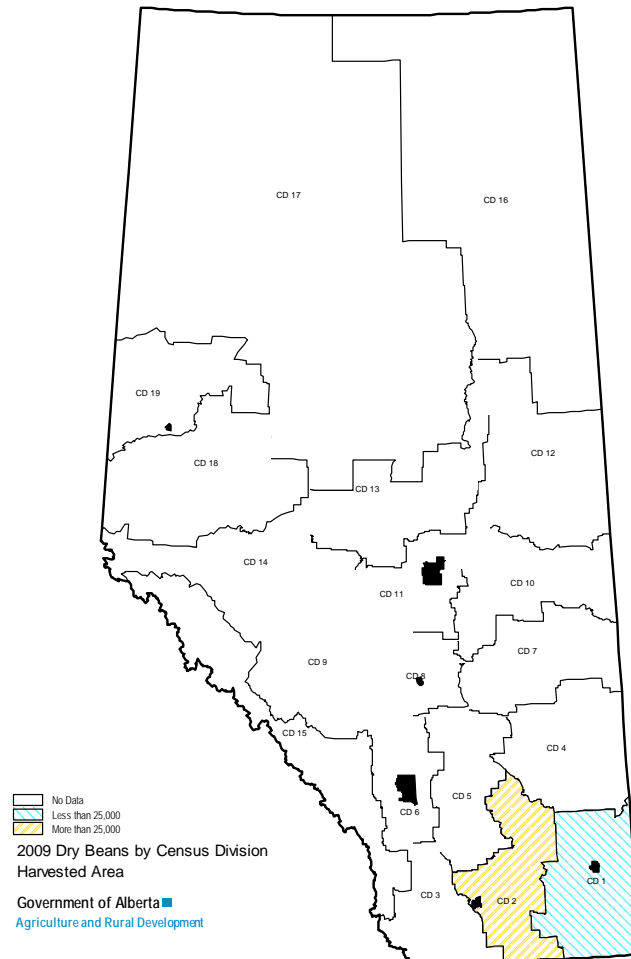 CD 17
CD 16
CD 19
CD 12
CD 18
CD 13
CD 14
CD 10
CD 11
CD 7
CD 9
CD 8
CD 15
CD 4
CD 5
CD 6
CD 1
CD 3
CD 2
No Data
Less than 25,000
More than 25,000
2009 Dry Beans by Census Division
Harvested Area
Government of Alberta
Agriculture and Rural Development